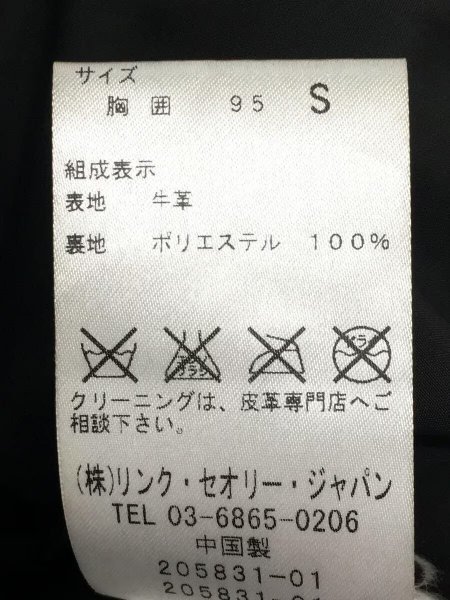 サイズ
胸囲 95 S
組成表示
表地 牛革
裏地 ポリエステル 100%
クリーニングは、皮革専門店へご
相談下さい。
(株)リンク・セオリー・ジャパン
TEL 03-6865-0206
中国製
205831-01
205831-01